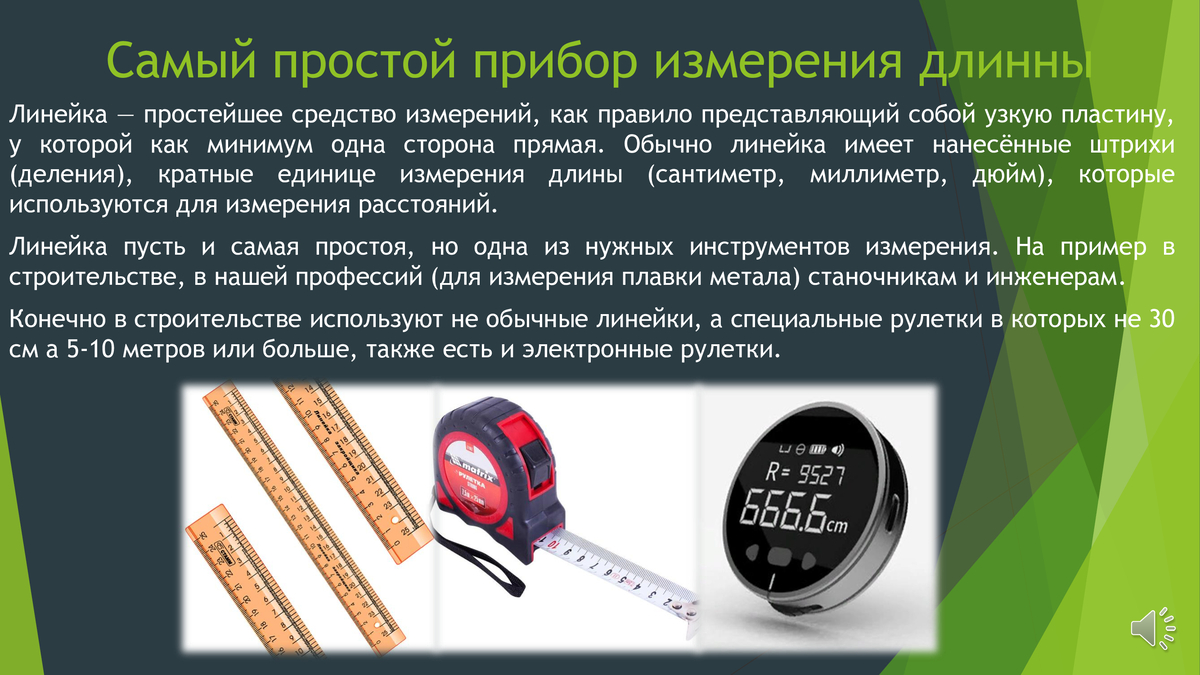 Самый простой прибор измерения длинны
Линейка — простейшее средство измерений, как правило представляющий собой узкую пластину,
у которой как минимум одна сторона прямая. Обычно линейка имеет нанесённые штрихи
(деления), кратные единице измерения длины (сантиметр, миллиметр, дюйм), которые
используются для измерения расстояний.
Линейка пусть и самая простоя, но одна из нужных инструментов измерения. На пример в
строительстве, в нашей профессий (для измерения плавки метала) станочникам и инженерам.
Конечно в строительстве используют не обычные линейки, а специальные рулетки в которых не 30
см а 5-10 метров или больше, также есть и электронные рулетки.
matrix
РУЛЕТКА
R= 9527
666.6cm